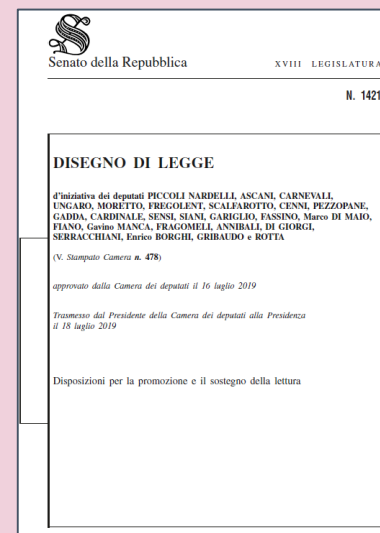 Senato della Repubblica
XVIII LEGISLATURA
N. 1421
DISEGNO DI LEGGE
d'iniziativa dei deputati PICCOLI NARDELLI, ASCANI, CARNEVALI,
UNGARO, MORETTO, FREGOLENT, SCALFAROTTO, CENNI, PEZZOPANE,
GADDA, CARDINALE, SENSI, SIANI, GARIGLIO, FASSINO, Marco DI MAIO,
FIANO, Gavino MANCA, FRAGOMELI, ANNIBALI, DI GIORGI,
SERRACCHIANI, Enrico BORGHI, GRIBAUDO e ROTTA
(V. Stampato Camera n. 478)
approvato dalla Camera dei deputati il 16 luglio 2019
Trasmesso dal Presidente della Camera dei deputati alla Presidenza
il 18 luglio 2019
Disposizioni per la promozione e il sostegno della lettura